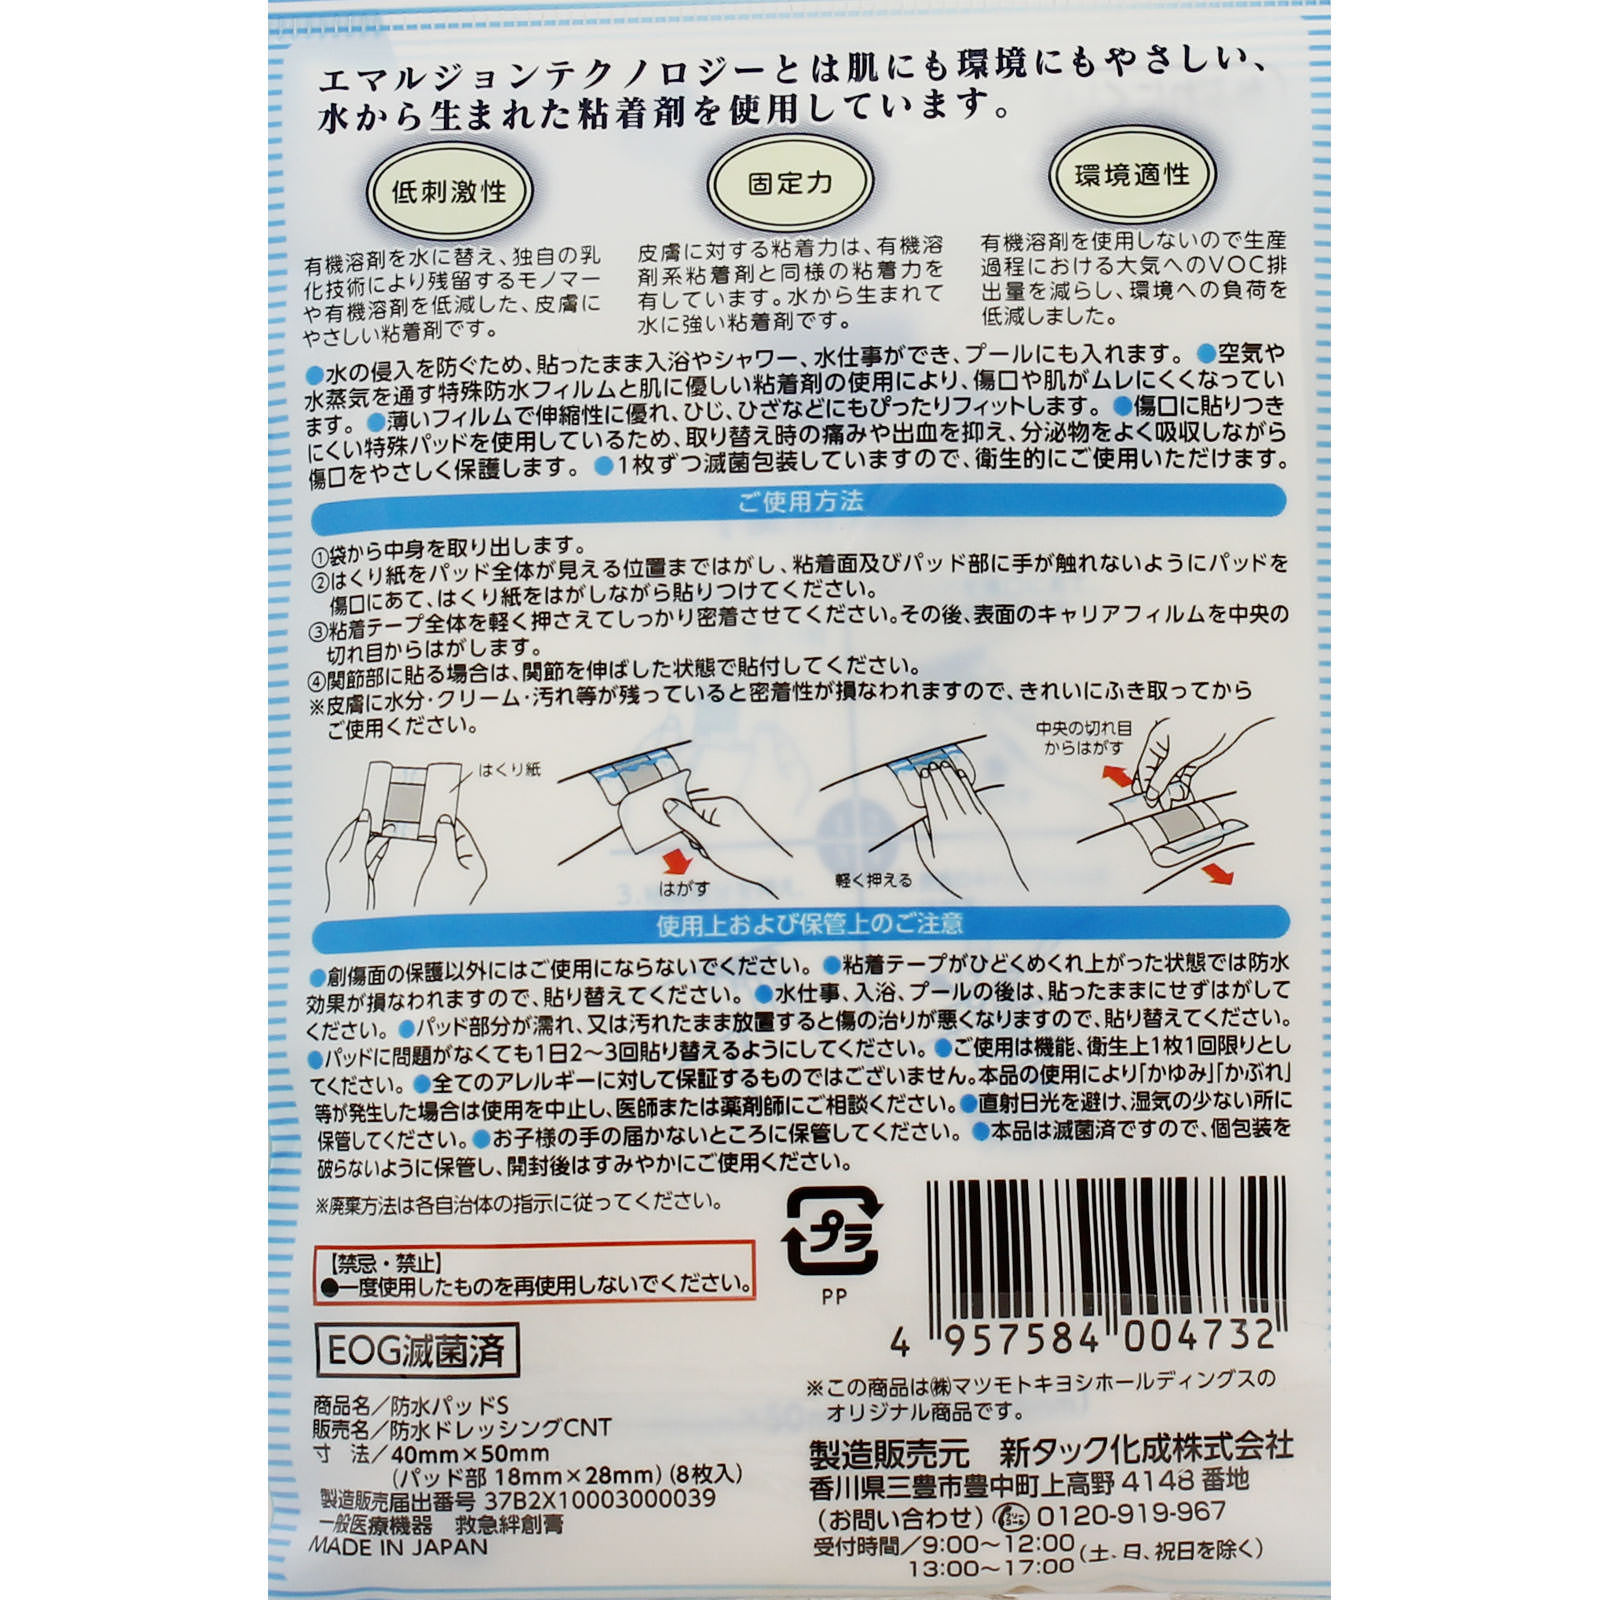 エマルジョンテクノロジーとは肌にも環境にもやさしい、
水から生まれた粘着剤を使用しています。
低刺激性
固定力
環境適性
有機溶剤を水に替え、独自の乳
化技術により残留するモノマー
や有機溶剤を低減した、皮膚に
やさしい粘着剤です。
皮膚に対する粘着力は、有機溶
剤系粘着剤と同様の粘着力を
有しています。水から生まれて
水に強い粘着剤です。
有機溶剤を使用しないので生産
過程における大気へのVOC排
出量を減らし、環境への負荷を
低減しました。
●水の侵入を防ぐため、貼ったまま入浴やシャワー、水仕事ができ、プールにも入れます。●空気や
水蒸気を通す特殊防水フィルムと肌に優しい粘着剤の使用により、傷口や肌がムレにくくなってい
ます。●薄いフィルムで伸縮性に優れ、ひじ、ひざなどにもぴったりフィットします。●傷口に貼りつき
にくい特殊パッドを使用しているため、取り替え時の痛みや出血を抑え、分泌物をよく吸収しながら
傷口をやさしく保護します。●1枚ずつ滅菌包装していますので、衛生的にご使用いただけます。
ご使用方法
①袋から中身を取り出します。
②はくり紙をパッド全体が見える位置まではがし、粘着面及びパッド部に手が触れないようにパッドを
傷口にあて、はくり紙をはがしながら貼りつけてください。
③粘着テープ全体を軽く押さえてしっかり密着させてください。その後、表面のキャリアフィルムを中央の
切れ目からはがします。
④関節部に貼る場合は、関節を伸ばした状態で貼付してください。
※皮膚に水分・クリーム・汚れ等が残っていると密着性が損なわれますので、きれいにふき取ってから
ご使用ください。
はくり紙
はがす
軽く押える
中央の切れ目
からはがす
使用上および保管上のご注意
●創傷面の保護以外にはご使用にならないでください。●粘着テープがひどくめくれ上がった状態では防水
効果が損なわれますので、貼り替えてください。●水仕事、入浴、プールの後は、貼ったままにせずはがして
ください。●パッド部分が濡れ、又は汚れたまま放置すると傷の治りが悪くなりますので、貼り替えてください。
●パッドに問題がなくても1日2～3回貼り替えるようにしてください。●ご使用は機能、衛生上1枚1回限りとし
てください。●全てのアレルギーに対して保証するものではございません。本品の使用により「かゆみ」「かぶれ」
等が発生した場合は使用を中止し、医師または薬剤師にご相談ください。●直射日光を避け、湿気の少ない所に
保管してください。●お子様の手の届かないところに保管してください。●本品は滅菌済ですので、個包装を
破らないように保管し、開封後はすみやかにご使用ください。
※廃棄方法は各自治体の指示に従ってください。
【禁忌・禁止】
●一度使用したものを再使用しないでください。
プラ
PP
4 957584 004732
EOG滅菌済
商品名／防水パッドS
販売名／防水ドレッシングCNT
寸 法／40mm×50mm
(パッド部 18mm×28mm)(8枚入)
製造販売届出番号 37B2X10003000039
一般医療機器 救急絆創膏
MADE IN JAPAN
※この商品は㈱マツモトキヨシホールディングスの
オリジナル商品です。
製造販売元 新タック化成株式会社
香川県三豊市豊中町上高野4148番地
(お問い合わせ) 0120-919-967
受付時間／9:00～12:00
13:00～17:00
(土、日、祝日を除く)